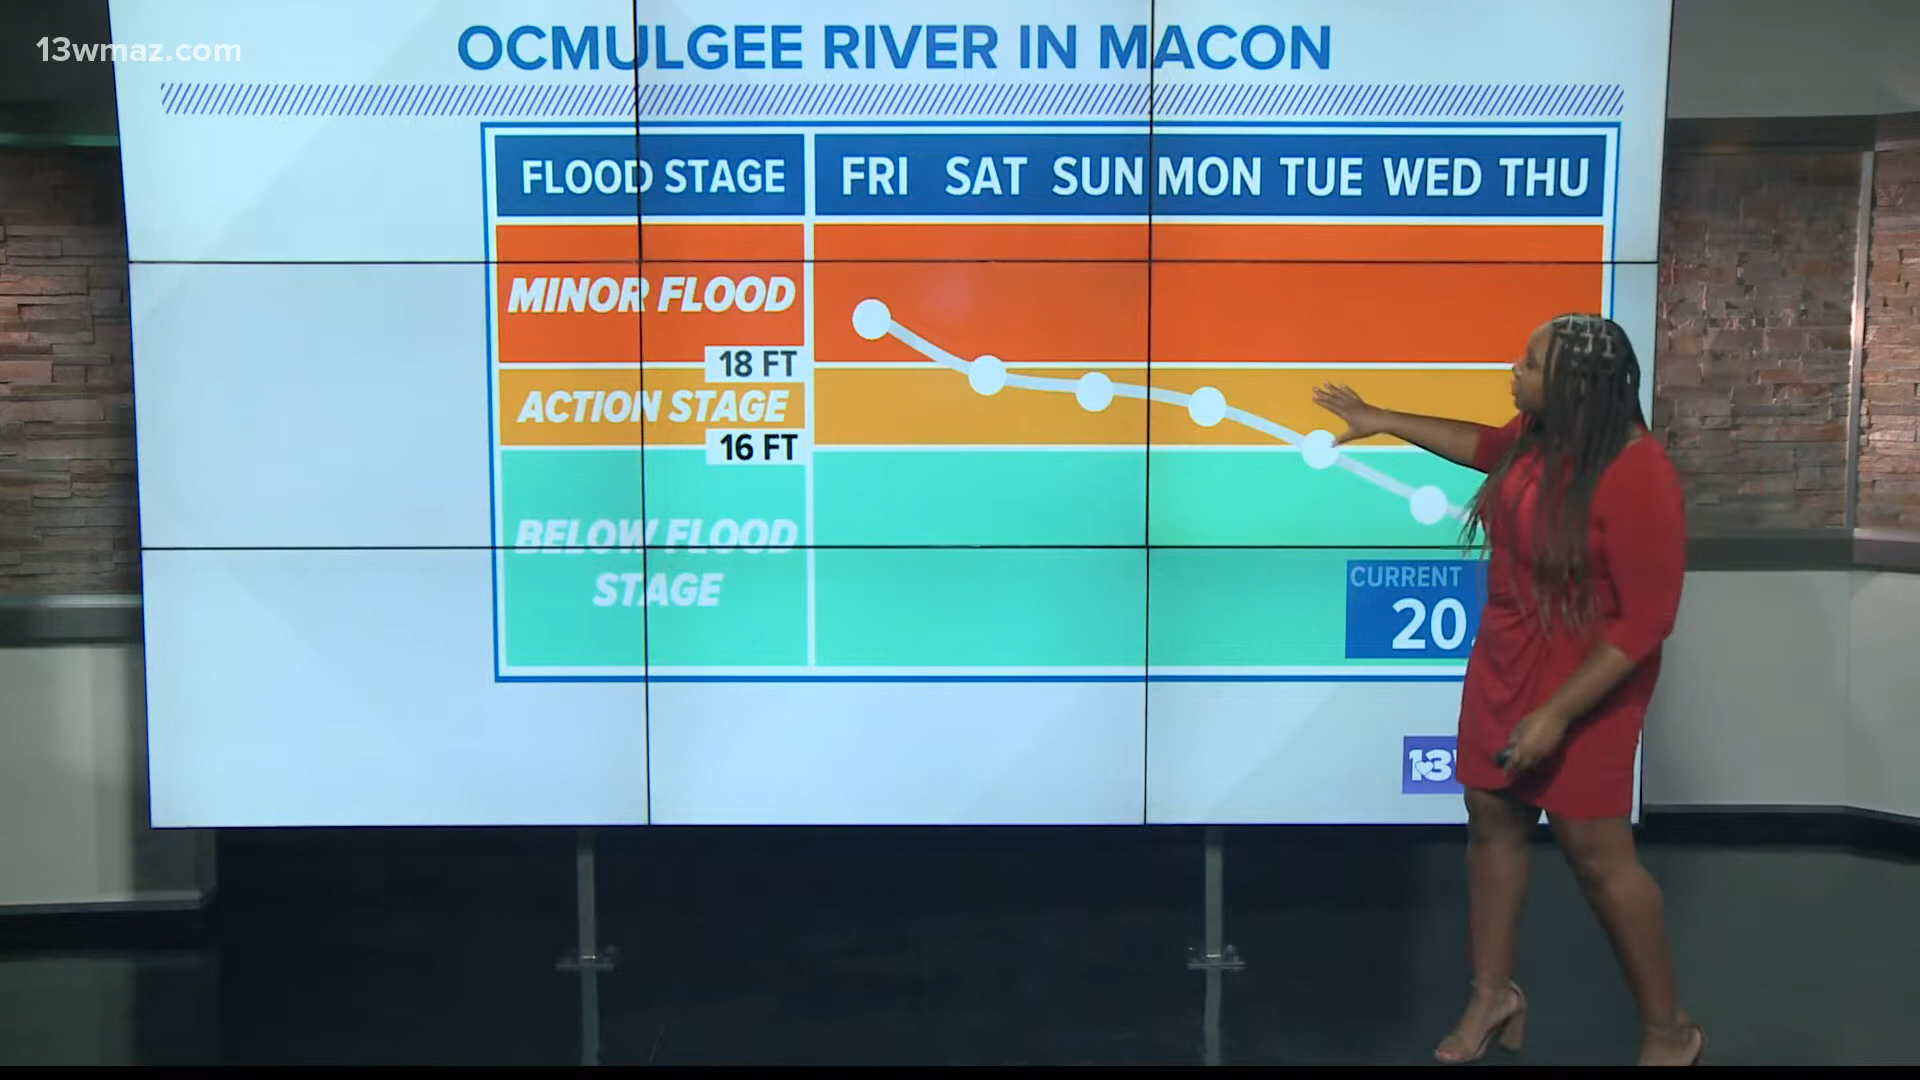 13wmaz.com
OCMULGEE RIVER IN MACON
FLOOD STAGE FRI SAT SUN MON TUE WED THU
MINOR FLOOD
18 FT
ACTION STAGE
16 FT
BELOW FLOOD
STAGE
CURRENT
20
13